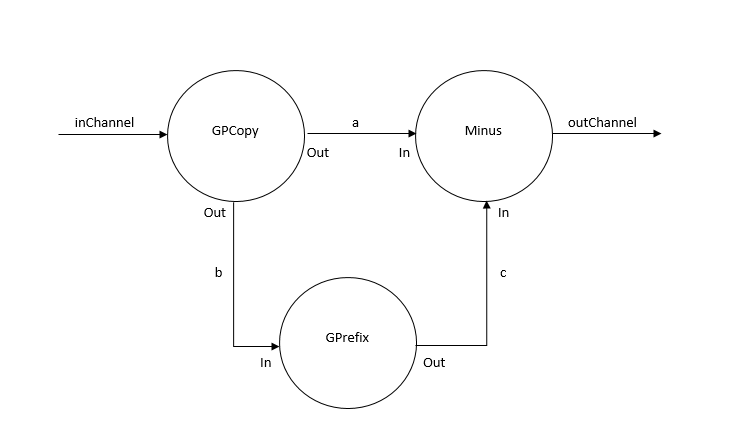 inChannel
GPCopy
a
Minus
outChannel
Out
In
Out
In
b
c
GPrefix
In
Out